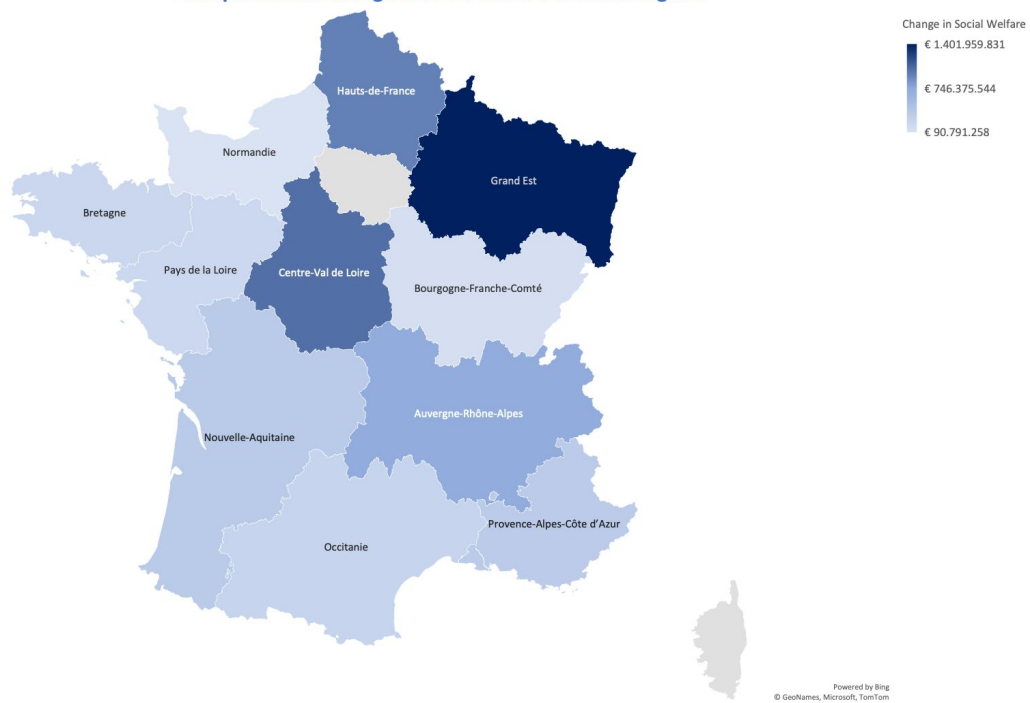 Change in Social Welfare
€ 1.401.959.831
€ 746.375.544
€ 90.791.258
Hauts-de-France
Normandie
Grand Est
Bretagne
Pays de la Loire
Centre-Val de Loire
Bourgogne-Franche-Comté
Auvergne-Rhône-Alpes
Nouvelle-Aquitaine
Provence-Alpes-Côte d’Azur
Occitanie
Powered by Bing
© GeoNames, Microsoft, TomTom